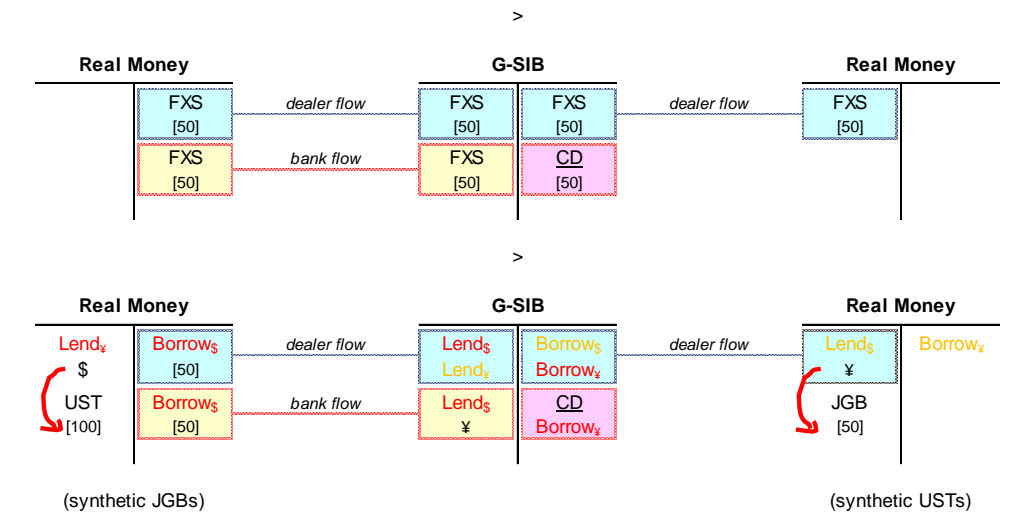 >
Real Money G-SIB Real Money
FXS dealer flow FXS FXS dealer flow FXS
[50] [50] [50] [50]
FXS bank flow FXS CD
[50] [50] [50]
>
Real Money G-SIB Real Money
Lend¥ Borrow$ dealer flow Lend$ Borrow$ dealer flow Lend$ Borrow¥
$ [50] Lend¥ Borrow¥ ¥
UST Borrow$ bank flow Lend$ CD JGB
[100] [50] ¥ Borrow¥ [50]
(synthetic JGBs) (synthetic USTs)